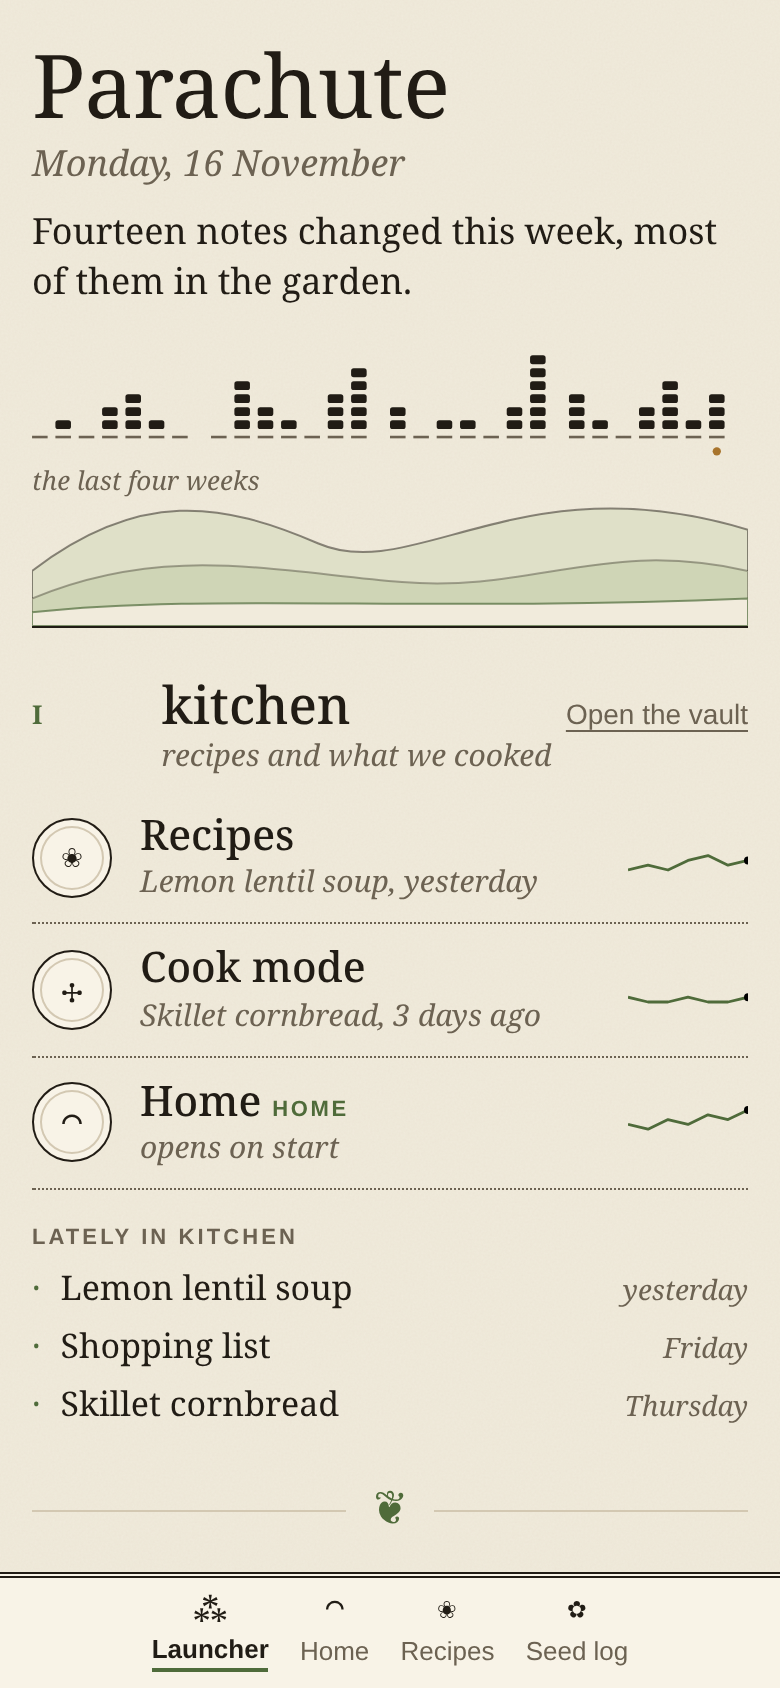 Parachute
Monday, 16 November
Fourteen notes changed this week, most
of them in the garden.
the last four weeks
I
kitchen
Open the vault
recipes and what we cooked
Recipes
Lemon lentil soup, yesterday
Cook mode
Skillet cornbread, 3 days ago
Home HOME
opens on start
LATELY IN KITCHEN
· Lemon lentil soup yesterday
· Shopping list Friday
· Skillet cornbread Thursday
Launcher Home Recipes Seed log